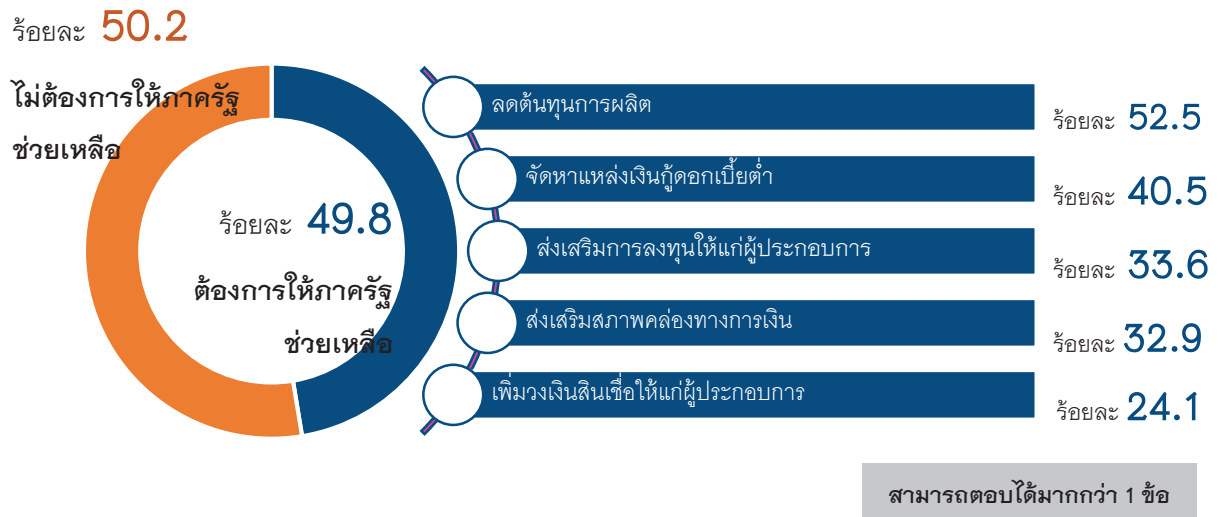 ร้อยละ 50.2
ไม่ต้องการให้ภาครัฐ
ช่วยเหลือ
ร้อยละ 49.8
ต้องการให้ภาครัฐ
ช่วยเหลือ
ลดต้นทุนการผลิต
ร้อยละ 52.5
จัดหาแหล่งเงินกู้ดอกเบี้ยต่ำ
ร้อยละ 40.5
ส่งเสริมการลงทุนให้แก่ผู้ประกอบการ
ร้อยละ 33.6
ส่งเสริมสภาพคล่องทางการเงิน
ร้อยละ 32.9
เพิ่มวงเงินสินเชื่อให้แก่ผู้ประกอบการ
ร้อยละ 24.1
สามารถตอบได้มากกว่า 1 ข้อ